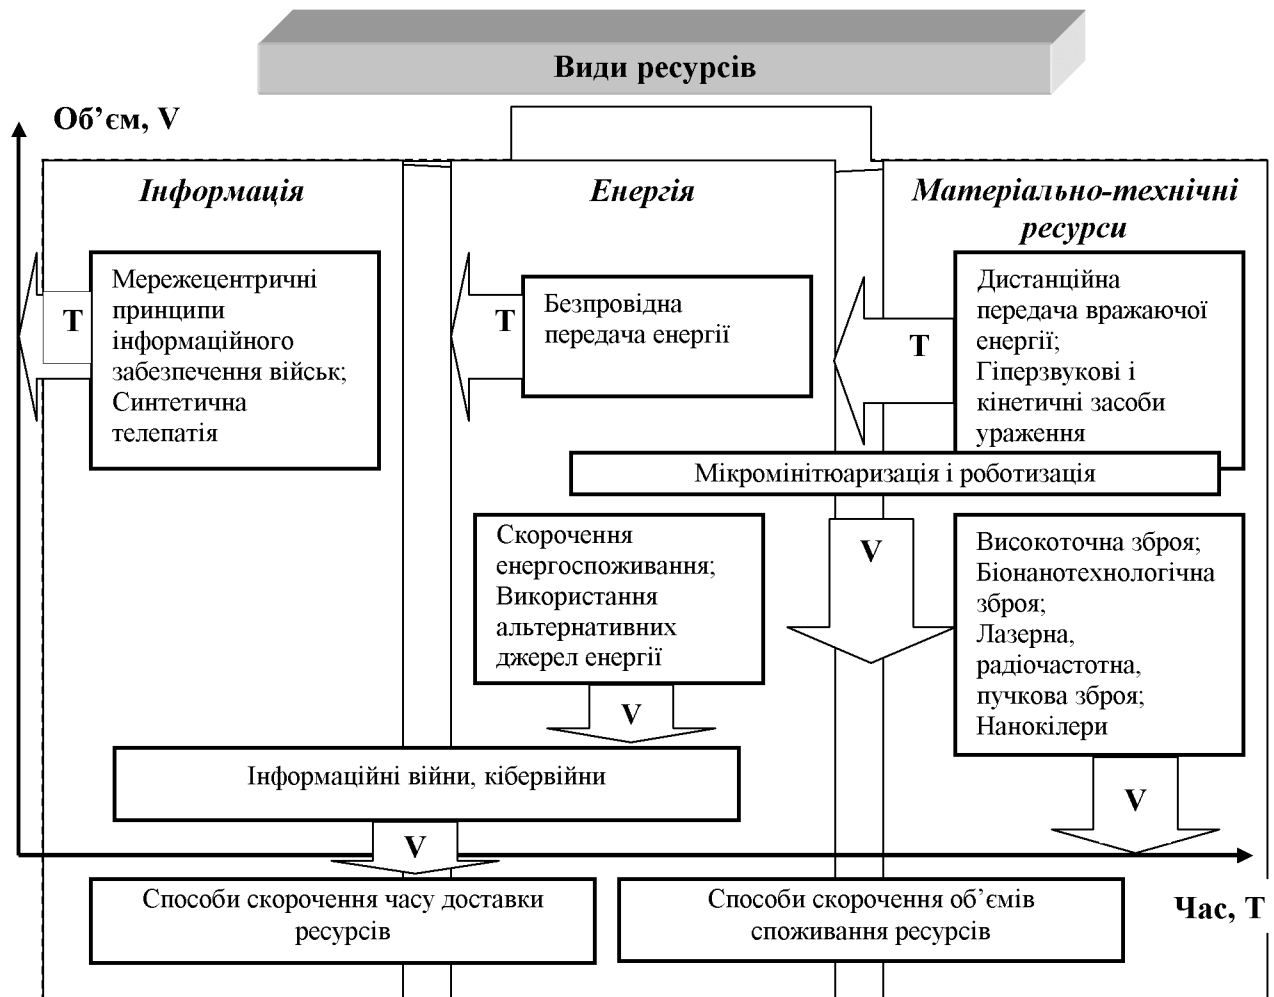 Види ресурсів
Об’єм, V
Інформація
Енергія
Матеріально-технічні
ресурси
T
Мережецентричні
принципи
інформаційного
забезпечення військ;
Синтетична
телепатія
T
Безпровідна
передача енергії
T
Дистанційна
передача вражаючої
енергії;
Гіперзвукові і
кінетичні засоби
ураження
Мікромінітюаризація і роботизація
Скорочення
енергоспоживання;
Використання
альтернативних
джерел енергії
V
Високоточна зброя;
Біонанотехнологічна
зброя;
Лазерна,
радіочастотна,
пучкова зброя;
Нанокілери
V
Інформаційні війни, кібервійни
V
V
Способи скорочення часу доставки
ресурсів
Способи скорочення об’ємів
споживання ресурсів
Час, T